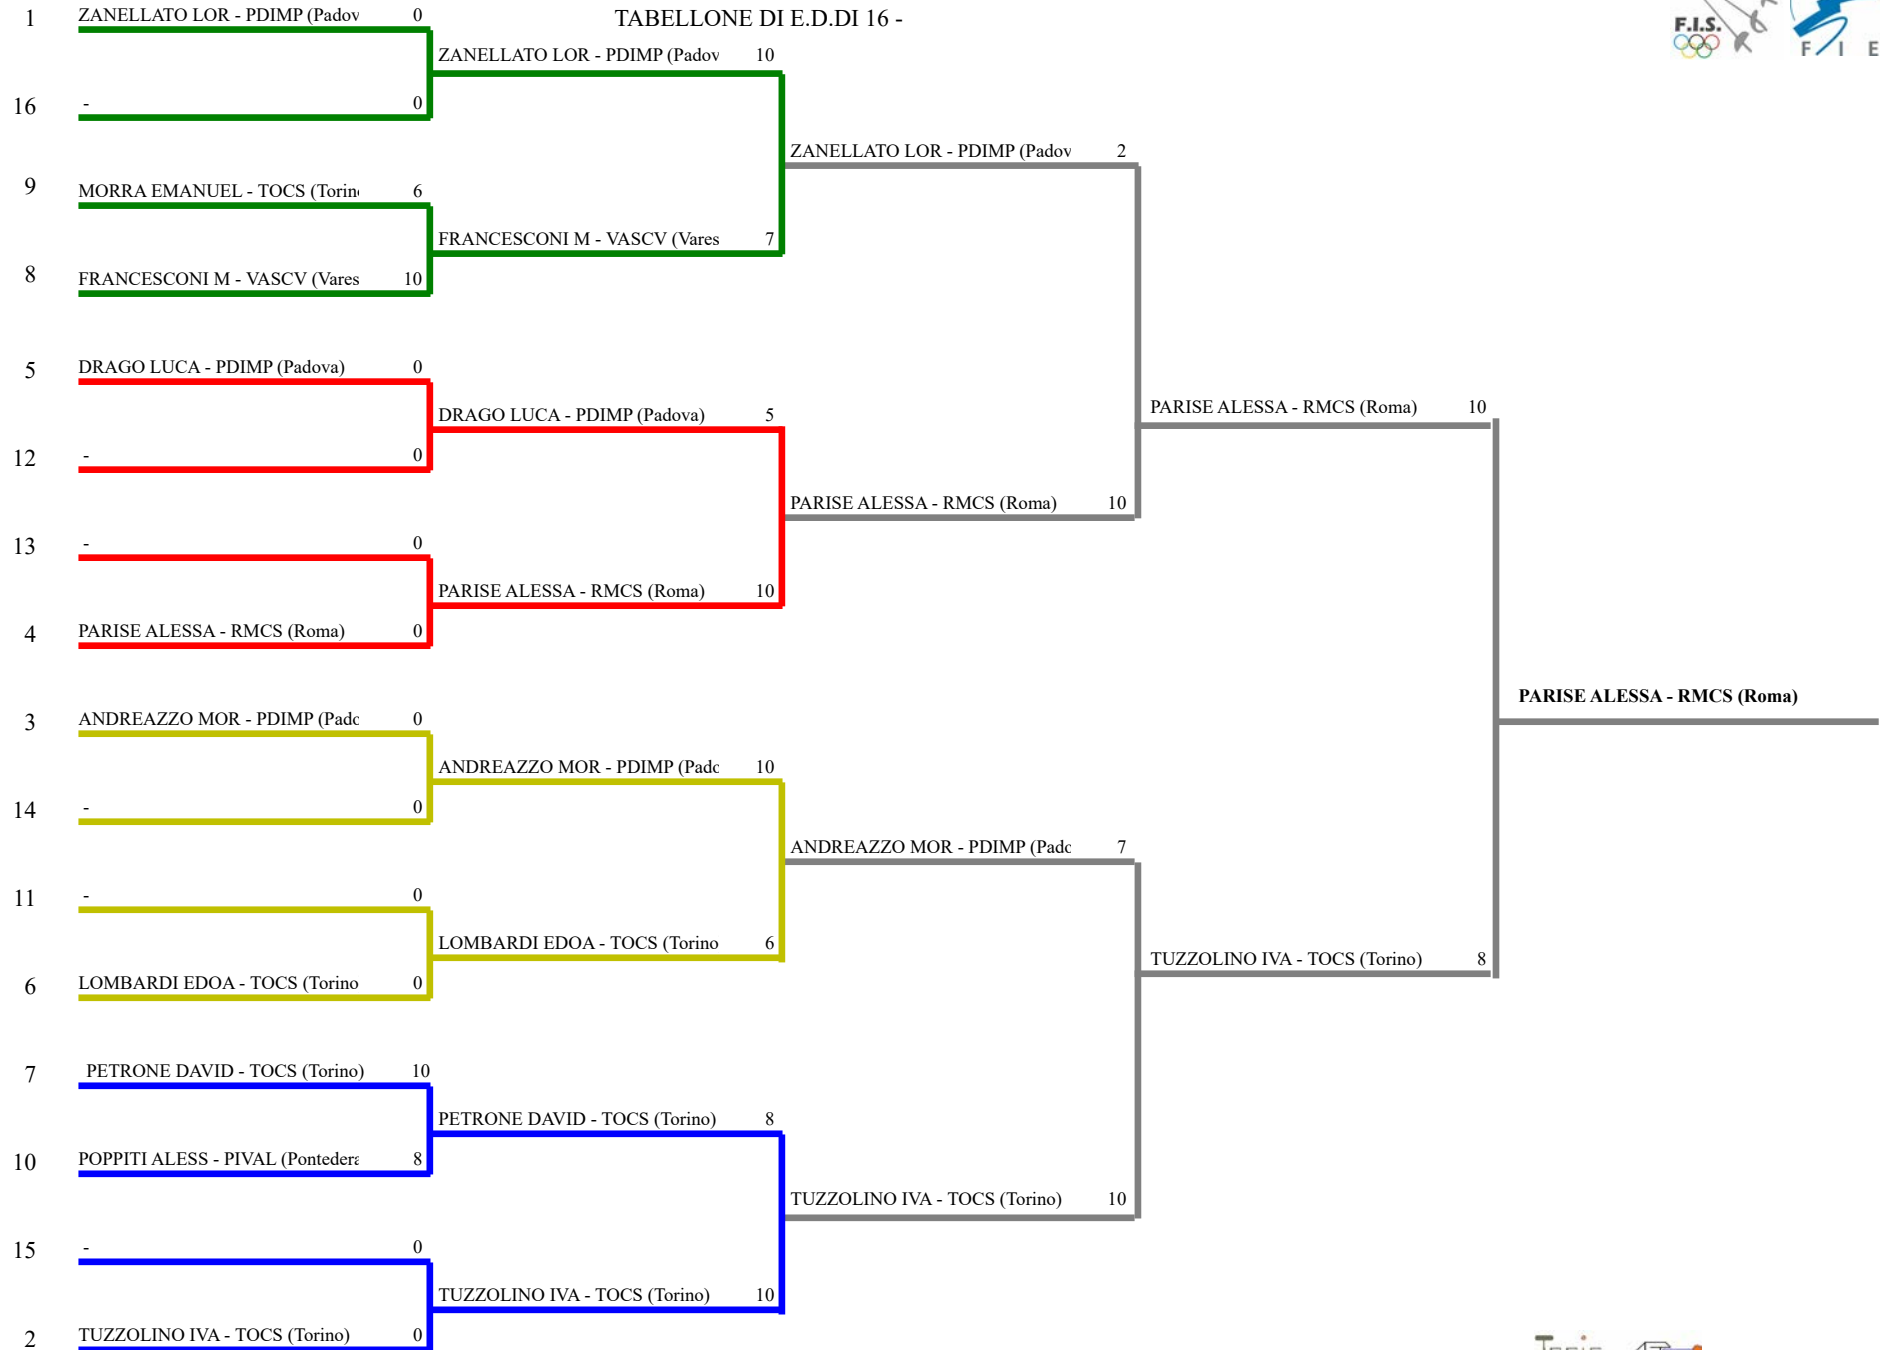 1 ZANELLATO LOR - PDIMP (Padov 0
TABELLONE DI E.D.DI 16 -
F.I.S.
F I E
ZANELLATO LOR - PDIMP (Padov 10
16 - 0
ZANELLATO LOR - PDIMP (Padov 2
9 MORRA EMANUEL - TOCS (Torin 6
FRANCESCONI M - VASCV (Vares 7
8 FRANCESCONI M - VASCV (Vares 10
5 DRAGO LUCA - PDIMP (Padova) 0
PARISE ALESSA - RMCS (Roma) 10
DRAGO LUCA - PDIMP (Padova) 5
12 - 0
PARISE ALESSA - RMCS (Roma) 10
13 - 0
PARISE ALESSA - RMCS (Roma) 10
4 PARISE ALESSA - RMCS (Roma) 0
PARISE ALESSA - RMCS (Roma)
3 ANDREAZZO MOR - PDIMP (Pado 0
ANDREAZZO MOR - PDIMP (Pado 10
14 - 0
ANDREAZZO MOR - PDIMP (Pado 7
11 - 0
LOMBARDI EDOA - TOCS (Torino 6
TUZZOLINO IVA - TOCS (Torino) 8
6 LOMBARDI EDOA - TOCS (Torino 0
7 PETRONE DAVID - TOCS (Torino) 10
PETRONE DAVID - TOCS (Torino) 8
10 POPPITI ALESS - PIVAL (Pontedera 8
TUZZOLINO IVA - TOCS (Torino) 10
15 - 0
TUZZOLINO IVA - TOCS (Torino) 10
2 TUZZOLINO IVA - TOCS (Torino) 0